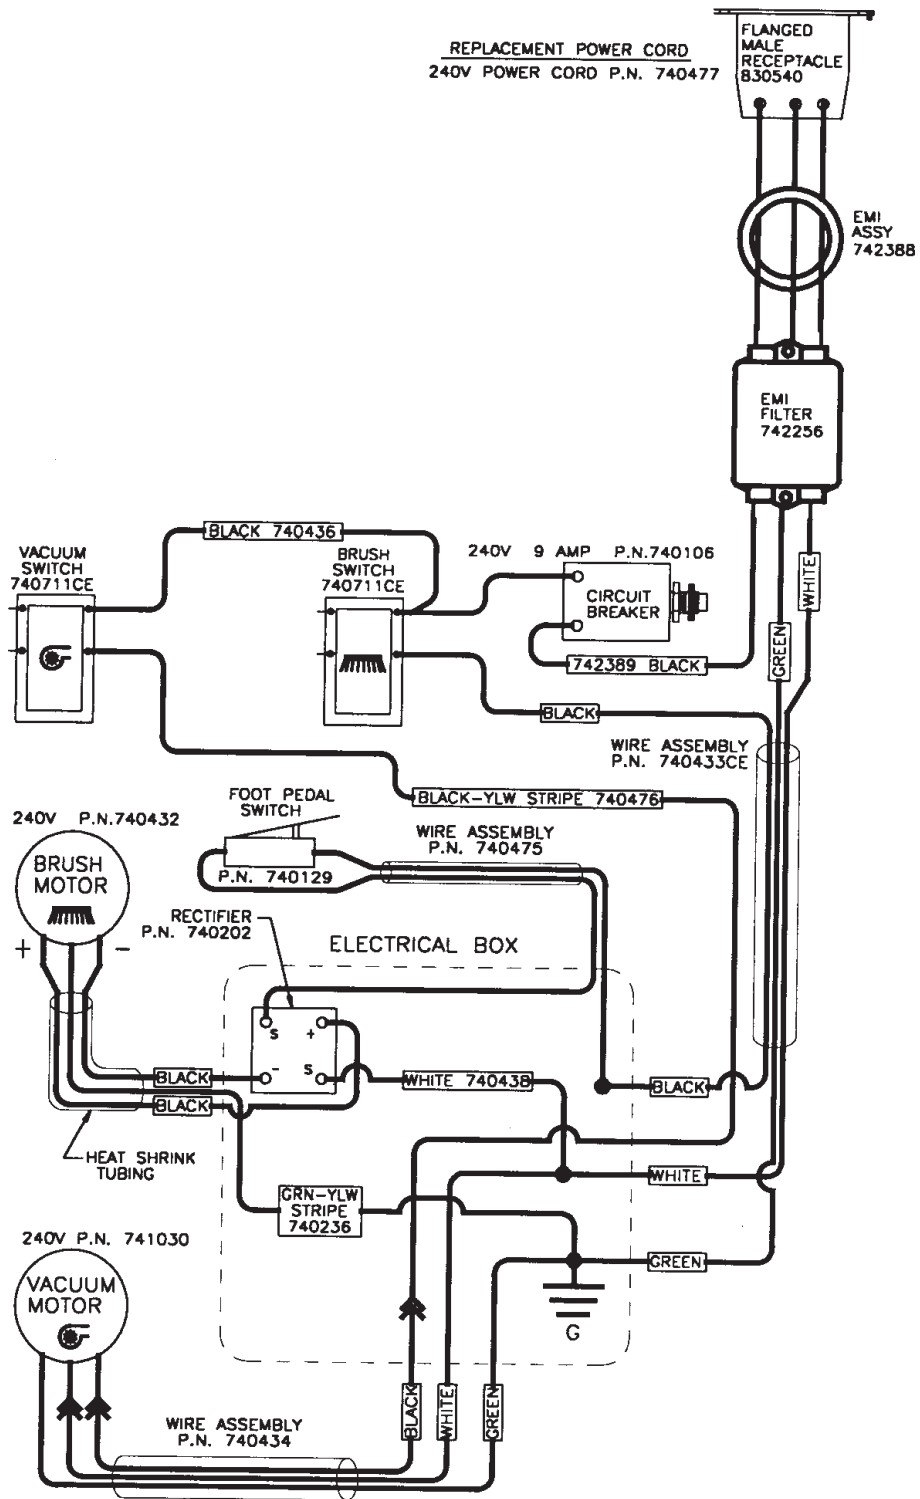 REPLACEMENT POWER CORD
240V POWER CORD P.N. 740477
FLANGED
MALE
RECEPTACLE
830540
EMI
ASSY
742388
EMI
FILTER
742256
BLACK 740436
VACUUM
SWITCH
740711CE
BRUSH
SWITCH
740711CE
240V 9 AMP P.N.740106
CIRCUIT
BREAKER
WHITE
GREEN
742389 BLACK
BLACK
WIRE ASSEMBLY
P.N. 740433CE
BLACK-YLW STRIPE 740476
FOOT PEDAL
SWITCH
P.N. 740129
WIRE ASSEMBLY
P.N. 740475
240V P.N.740432
BRUSH
MOTOR
+ -
RECTIFIER
P.N. 740202
ELECTRICAL BOX
S +
- S
BLACK
WHITE 740438
BLACK
BLACK
HEAT SHRINK
TUBING
WHITE
GRN-YLW
STRIPE
740236
GREEN
G
240V P.N. 741030
VACUUM
MOTOR
BLACK
WHITE
GREEN
WIRE ASSEMBLY
P.N. 740434